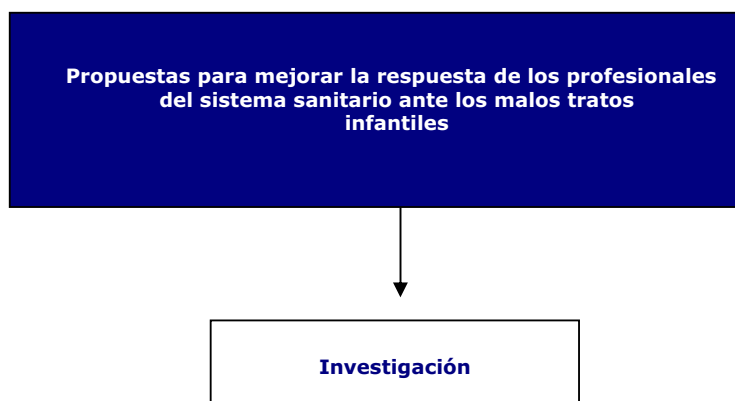 Propuestas para mejorar la respuesta de los profesionales
del sistema sanitario ante los malos tratos
infantiles
Investigación